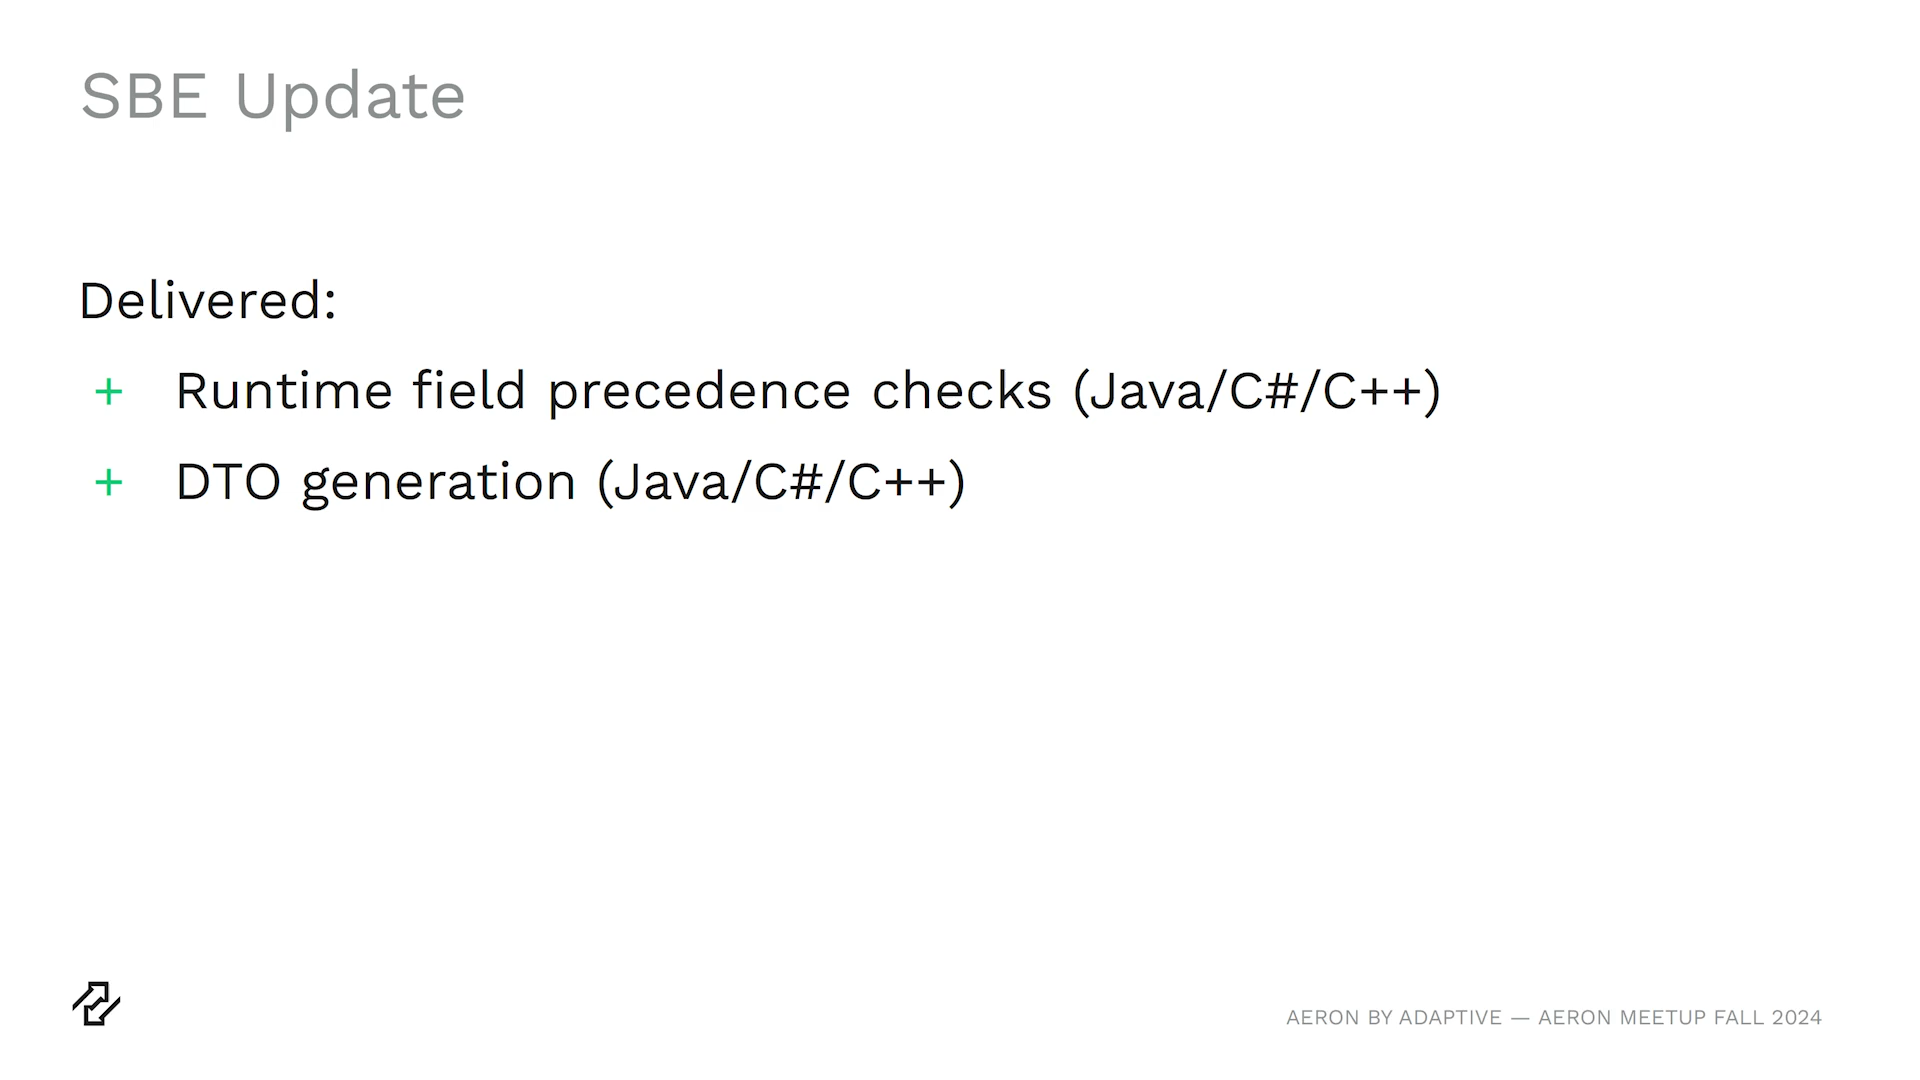 SBE Update
Delivered:
+ Runtime field precedence checks (Java/C#/C++)
+ DTO generation (Java/C#/C++)
AERON BY ADAPTIVE — AERON MEETUP FALL 2024